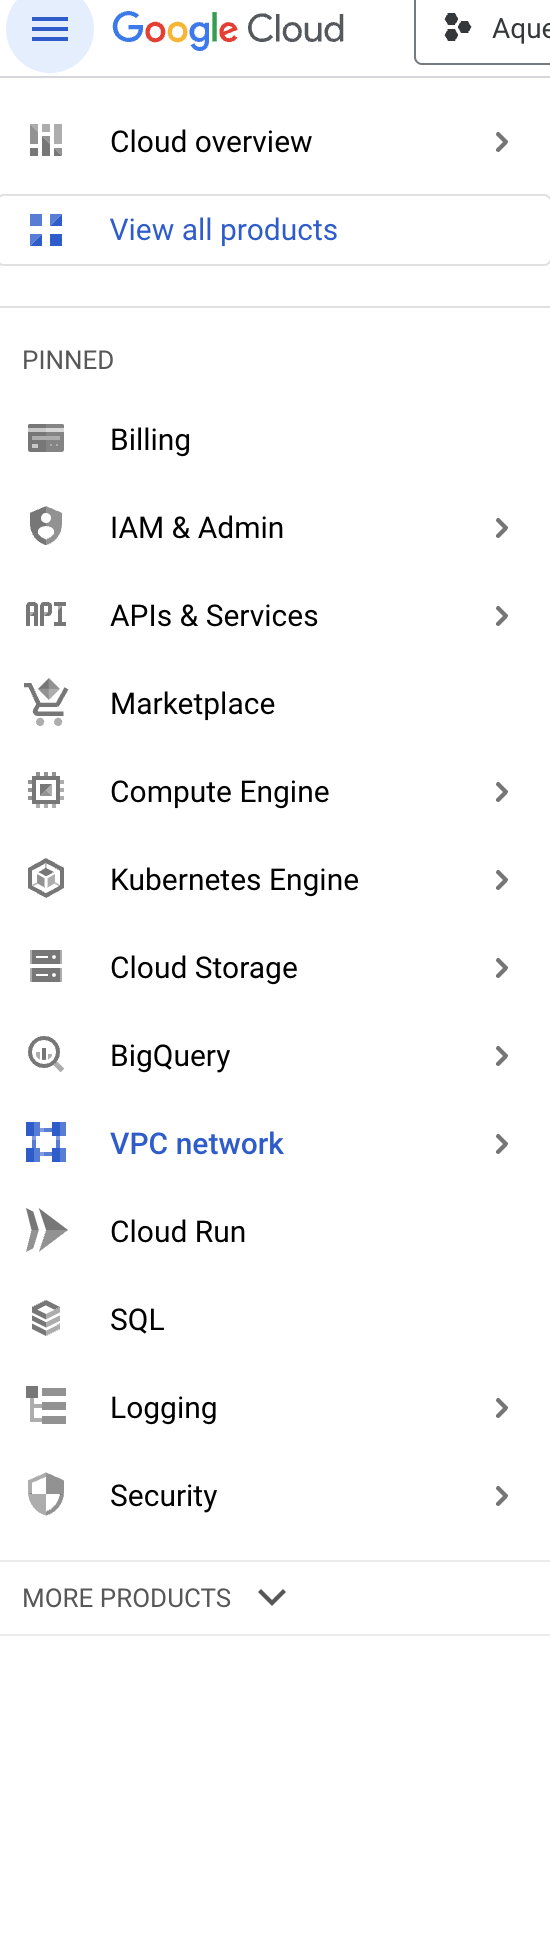 Google Cloud
Cloud overview
View all products
PINNED
Billing
IAM & Admin
API
APIs & Services
Marketplace
Compute Engine
Kubernetes Engine
Cloud Storage
BigQuery
VPC network
Cloud Run
SQL
Logging
Security
MORE PRODUCTS